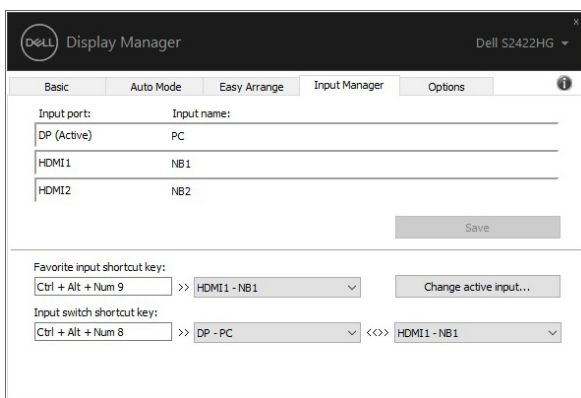 x
DELL Display Manager Dell S2422HG
Basic Auto Mode Easy Arrange Input Manager Options i
Input port: Input name:
DP (Active) PC
HDMI1 NB1
HDMI2 NB2
Save
Favorite input shortcut key:
Ctrl + Alt + Num 9 >> HDMI1 - NB1 Change active input...
Input switch shortcut key:
Ctrl + Alt + Num 8 >> DP - PC <<>> HDMI1 - NB1